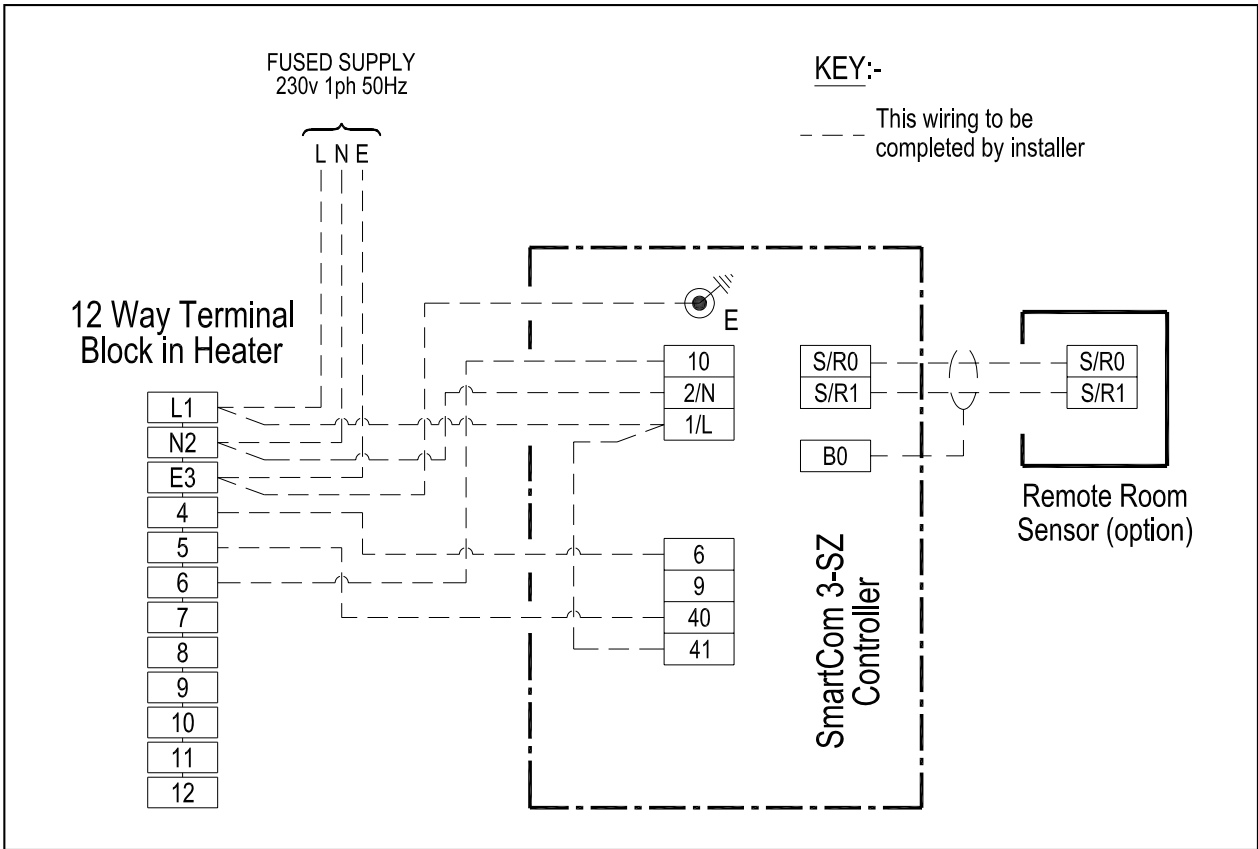 FUSED SUPPLY
230v 1ph 50Hz
L N E
KEY:-
This wiring to be
completed by installer
12 Way Terminal
Block in Heater
L1
N2
E3
4
5
6
7
8
9
10
11
12
E
10
2/N
1/L
6
9
40
41
S/R0
S/R1
B0
SmartCom 3-SZ
Controller
S/R0
S/R1
Remote Room
Sensor (option)